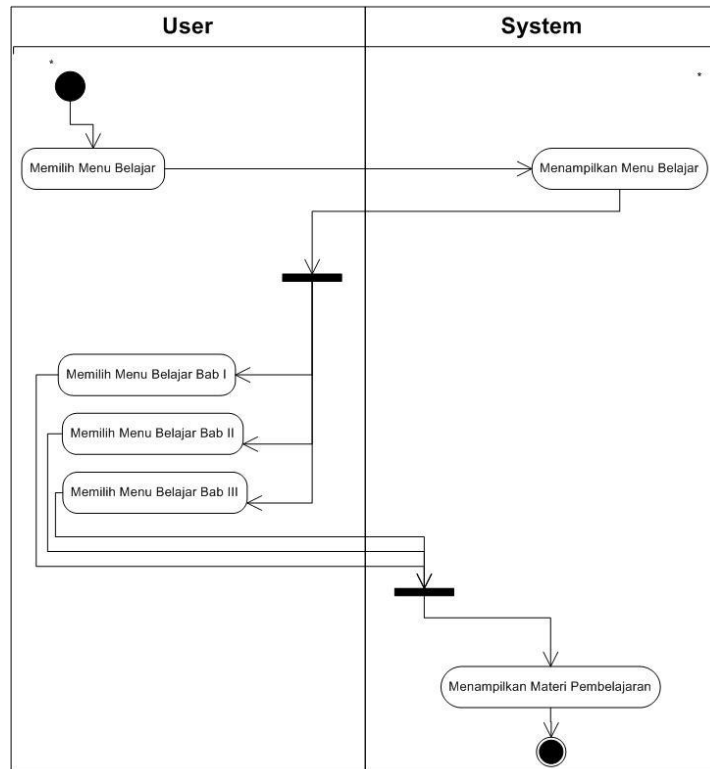 User
System
*
*
Memilih Menu Belajar
Menampilkan Menu Belajar
Memilih Menu Belajar Bab I
Memilih Menu Belajar Bab II
Memilih Menu Belajar Bab III
Menampilkan Materi Pembelajaran